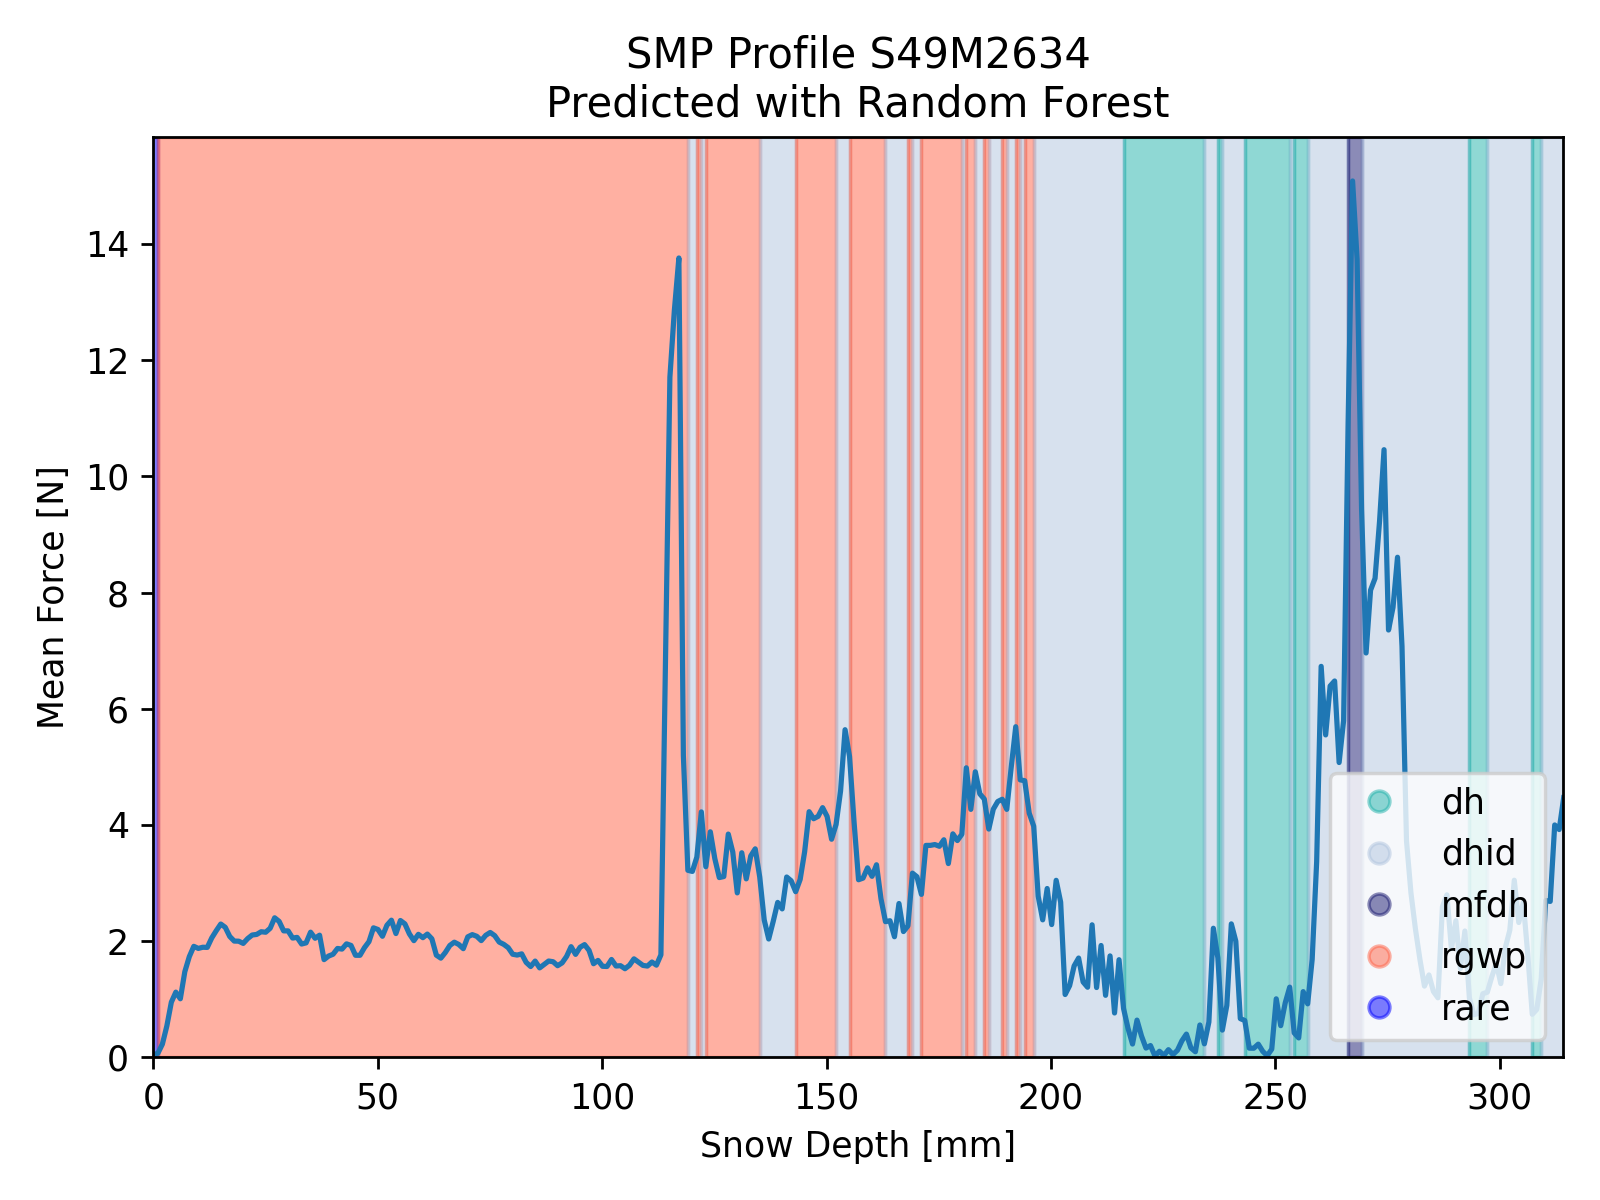 SMP Profile S49M2634
Predicted with Random Forest
Mean Force [N]
14
12
10
8
6
4
2
0
0 50 100 150 200 250 300
Snow Depth [mm]
dh
dhid
mfdh
rgwp
rare